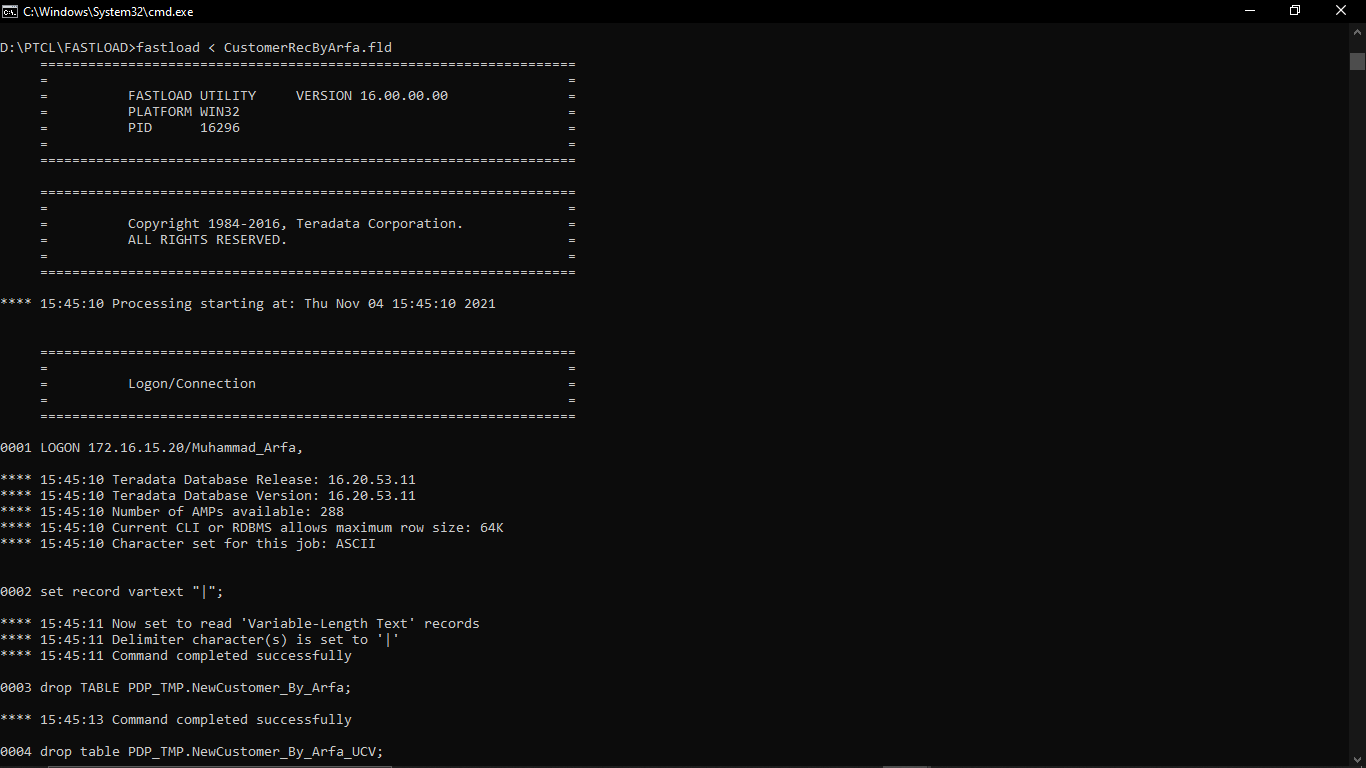 C:\Windows\System32\cmd.exe
D:\PTCL\FASTLOAD>fastload < CustomerRecByArfa.fld
===================================================================
= =
= FASTLOAD UTILITY VERSION 16.00.00.00 =
= PLATFORM WIN32 =
= PID 16296 =
= =
===================================================================
===================================================================
= =
= Copyright 1984-2016, Teradata Corporation. =
= ALL RIGHTS RESERVED. =
= =
===================================================================
**** 15:45:10 Processing starting at: Thu Nov 04 15:45:10 2021
===================================================================
= =
= Logon/Connection =
= =
===================================================================
0001 LOGON 172.16.15.20/Muhammad_Arfa,
**** 15:45:10 Teradata Database Release: 16.20.53.11
**** 15:45:10 Teradata Database Version: 16.20.53.11
**** 15:45:10 Number of AMPs available: 288
**** 15:45:10 Current CLI or RDBMS allows maximum row size: 64K
**** 15:45:10 Character set for this job: ASCII
0002 set record vartext "|";
**** 15:45:11 Now set to read 'Variable-Length Text' records
**** 15:45:11 Delimiter character(s) is set to '|'
**** 15:45:11 Command completed successfully
0003 drop TABLE PDP_TMP.NewCustomer_By_Arfa;
**** 15:45:13 Command completed successfully
0004 drop table PDP_TMP.NewCustomer_By_Arfa_UCV;